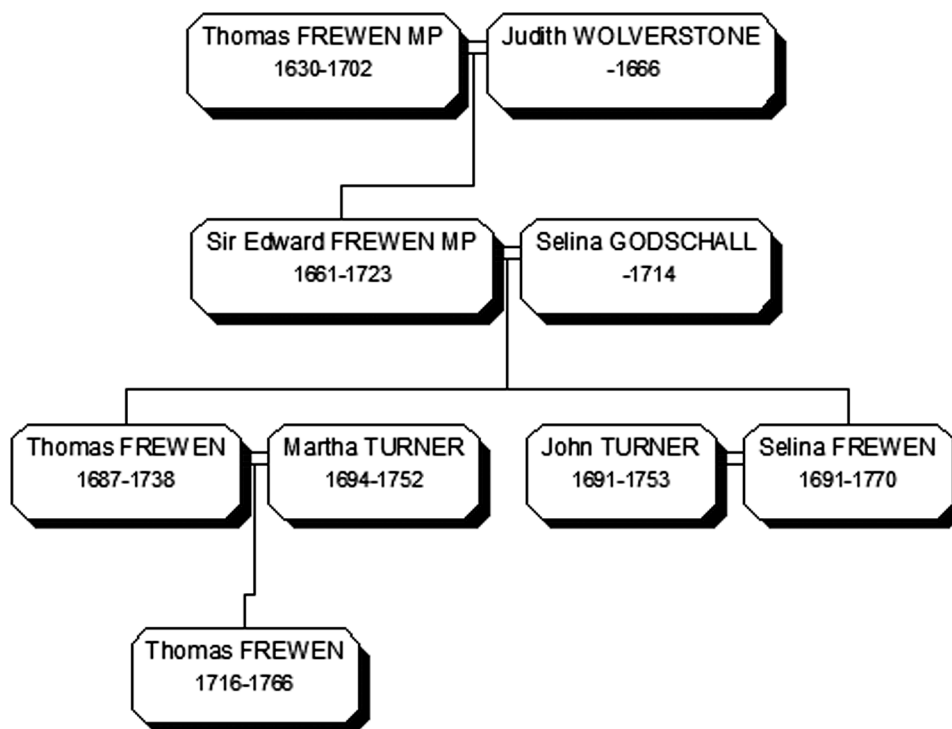 Thomas FREWEN MP
1630-1702
Judith WOLVERSTONE
-1666
Sir Edward FREWEN MP
1661-1723
Selina GODSCHALL
-1714
Thomas FREWEN
1687-1738
Martha TURNER
1694-1752
John TURNER
1691-1753
Selina FREWEN
1691-1770
Thomas FREWEN
1716-1766